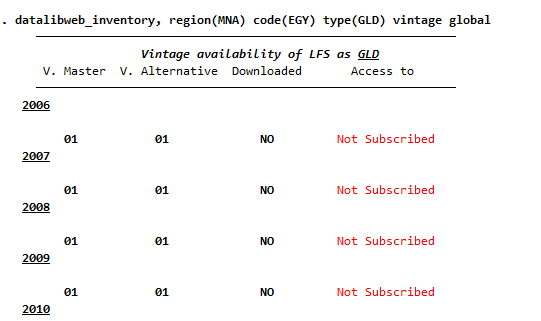 . datalibweb_inventory, region(MNA) code(EGY) type(GLD) vintage global
Vintage availability of LFS as GLD
V. Master V. Alternative Downloaded Access to
2006
01 01 NO Not Subscribed
2007
01 01 NO Not Subscribed
2008
01 01 NO Not Subscribed
2009
01 01 NO Not Subscribed
2010